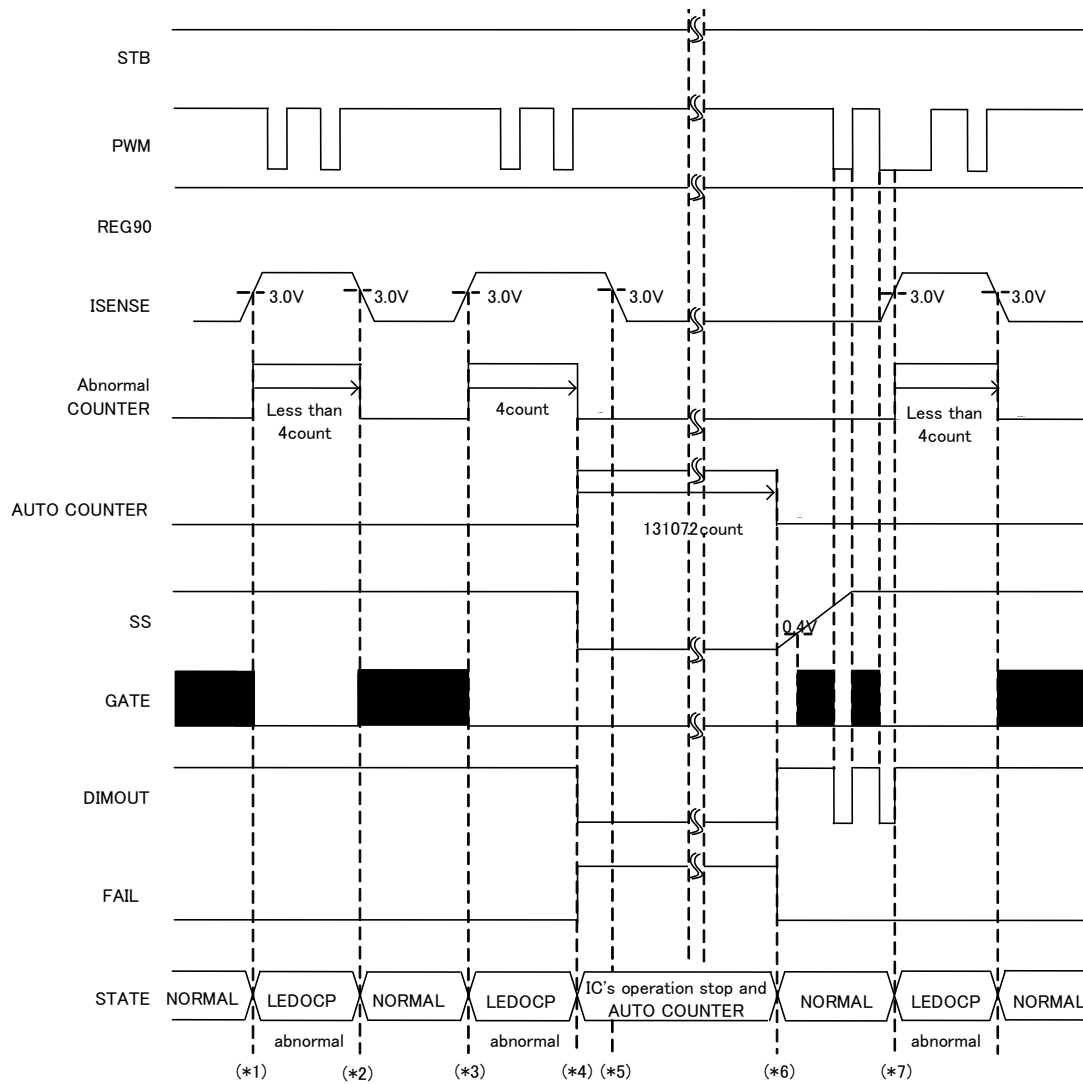 STB
PWM
REG90
ISENSE
3.0V 3.0V 3.0V 3.0V 3.0V 3.0V
Abnormal
COUNTER
Less than
4count
4count
Less than
4count
AUTO COUNTER
131072count
SS
0.4V
GATE
DIMOUT
FAIL
STATE
NORMAL
LEDOCP
NORMAL
LEDOCP
IC's operation stop and
AUTO COUNTER
NORMAL
LEDOCP
NORMAL
abnormal abnormal abnormal
(*1) (*2) (*3) (*4) (*5) (*6) (*7)